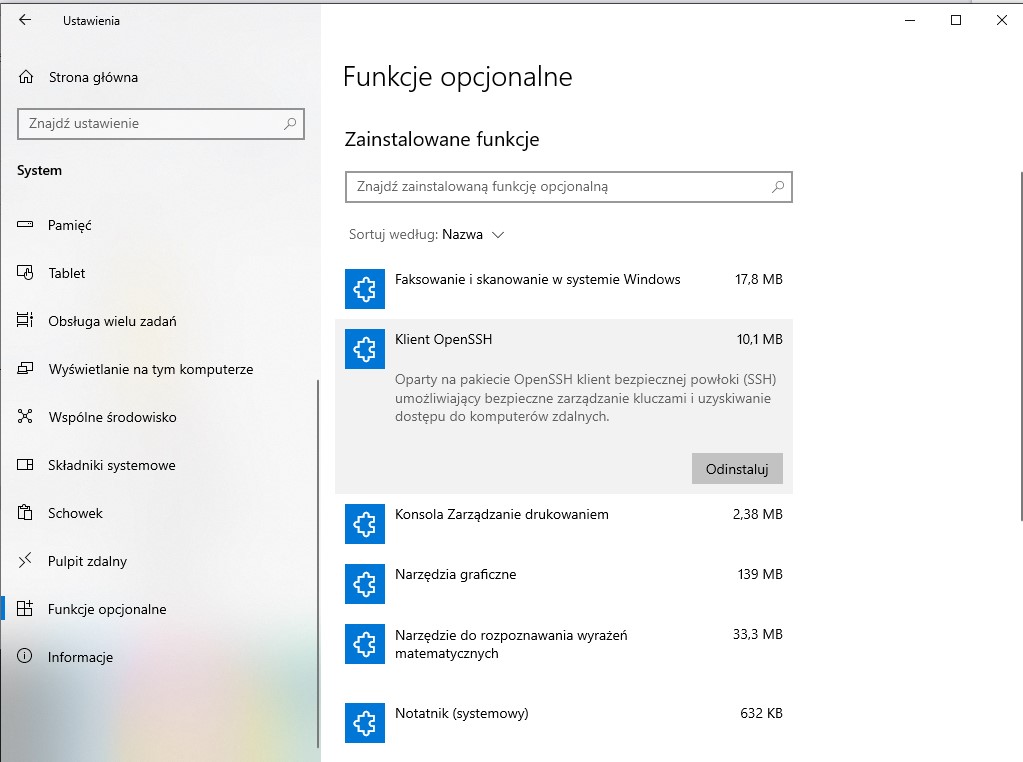 Ustawienia
Strona główna
Znajdź ustawienie
System
Pamięć
Tablet
Obsługa wielu zadań
Wyświetlanie na tym komputerze
Wspólne środowisko
Składniki systemowe
Schowek
Pulpit zdalny
Funkcje opcjonalne
Informacje
Funkcje opcjonalne
Zainstalowane funkcje
Znajdź zainstalowaną funkcję opcjonalną
Sortuj według: Nazwa
Faksowanie i skanowanie w systemie Windows 17,8 MB
Klient OpenSSH 10,1 MB
Oparty na pakiecie OpenSSH klient bezpiecznej powłoki (SSH)
umożliwiający bezpieczne zarządzanie kluczami i uzyskiwanie
dostępu do komputerów zdalnych.
Odinstaluj
Konsola Zarządzanie drukowaniem 2,38 MB
Narzędzia graficzne 139 MB
Narzędzie do rozpoznawania wyrażeń 33,3 MB
matematycznych
Notatnik (systemowy) 632 KB